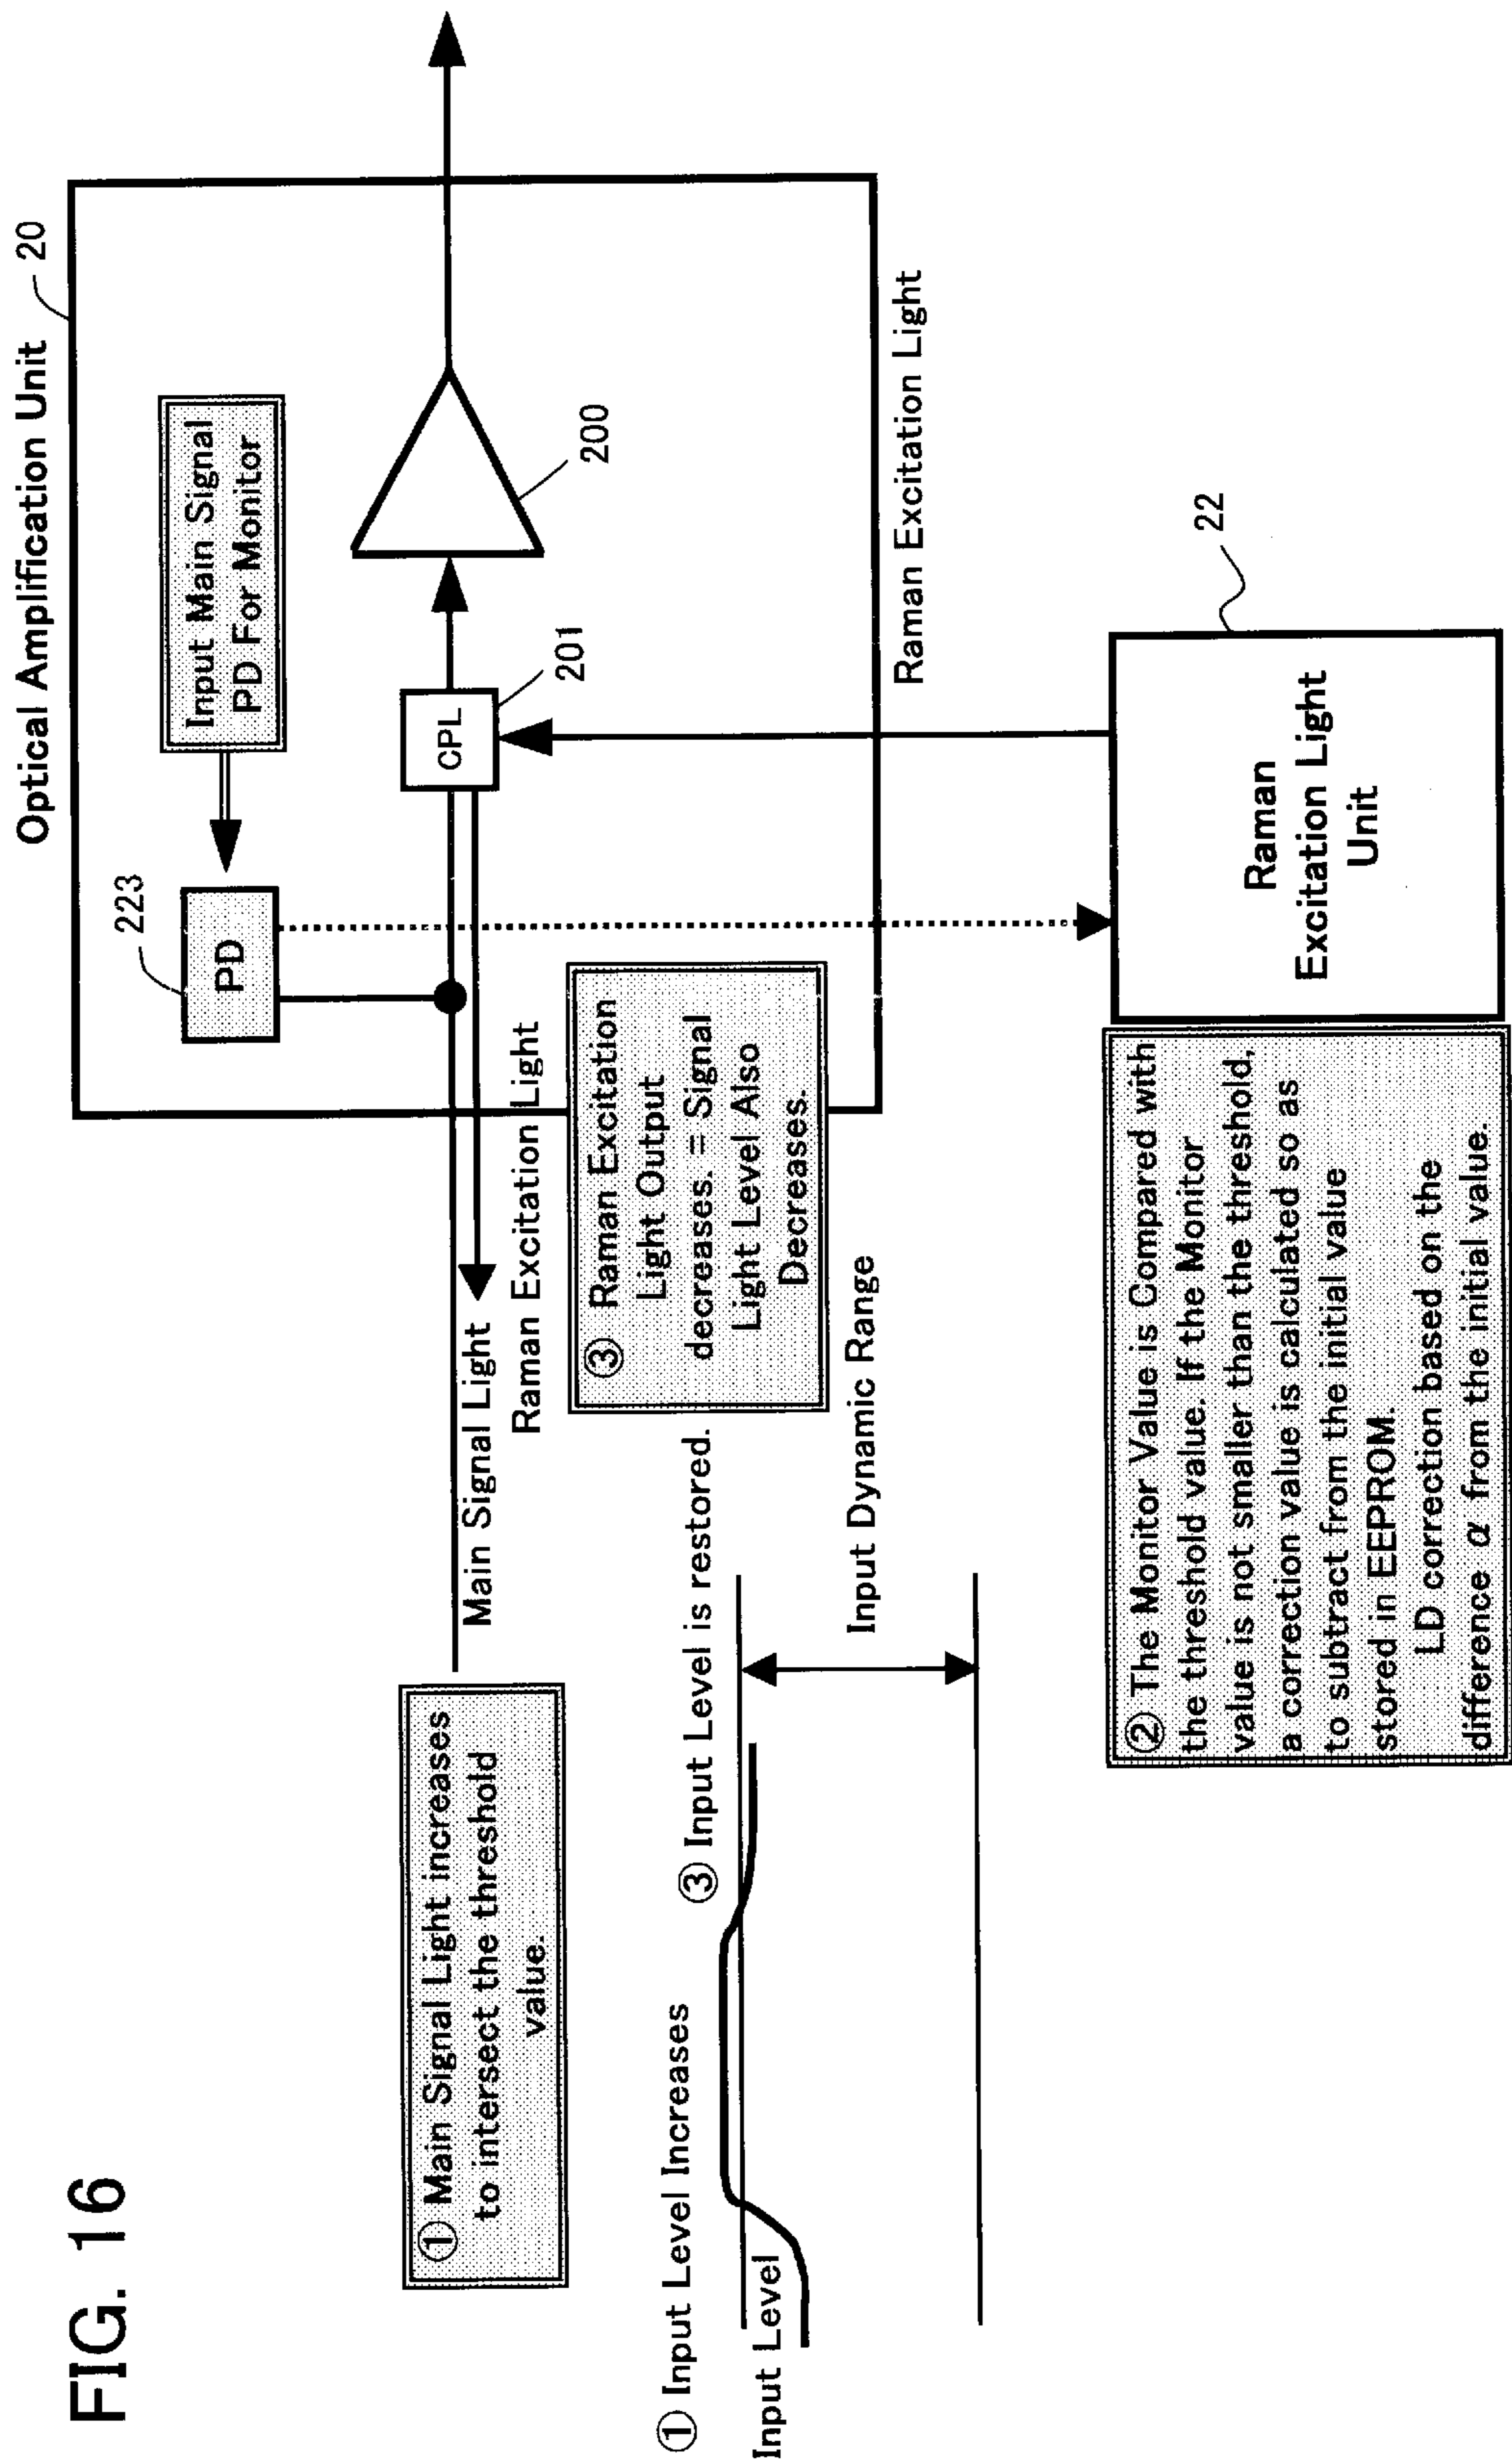 FIG. 16
Optical Amplification Unit
20
Input Main Signal
PD For Monitor
223
PD
CPL
201
200
① Main Signal Light increases
to intersect the threshold
value.
Main Signal Light
Raman Excitation Light
③ Raman Excitation
Light Output
decreases. = Signal
Light Level Also
Decreases.
Raman Excitation Light
① Input Level Increases
③ Input Level is restored.
Input Level
Input Dynamic Range
22
Raman
Excitation Light
Unit
② The Monitor Value is Compared with
the threshold value. If the Monitor
value is not smaller than the threshold,
a correction value is calculated so as
to subtract from the initial value
stored in EEPROM.
LD correction based on the
difference α from the initial value.